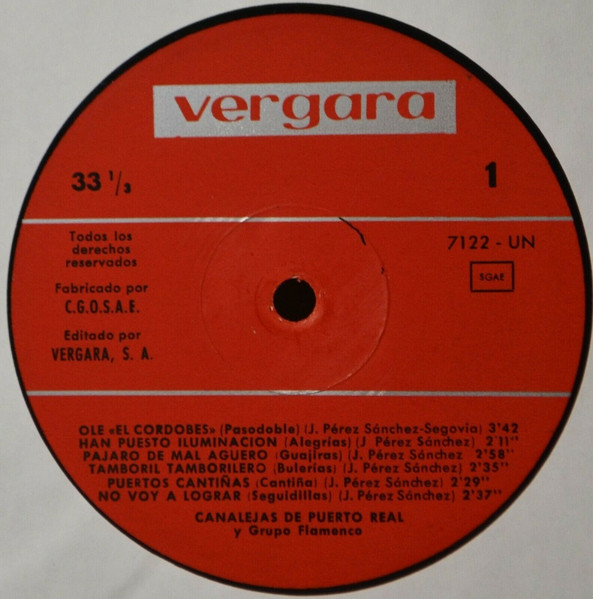 vergara
33 1/3
1
Todos los
derechos
reservados
7122 - UN
SGAE
Fabricado por
C.G.O.S.A.E.
Editado por
VERGARA, S. A.
OLE «EL CORDOBES» (Pasodoble) (J. Pérez Sánchez-Segovia) 3'42
HAN PUESTO ILUMINACION (Alegrías) (J. Pérez Sánchez) 2'11''
PAJARO DE MAL AGUERO (Guajiras) (J. Pérez Sánchez 2'58''
TAMBORIL TAMBORILERO (Bulerías) (J. Pérez Sánchez) 2'35''
PUERTOS CANTIÑAS (Cantiña) (J. Pérez Sánchez) 2'29''
NO VOY A LOGRAR (Seguidillas) (J. Pérez Sánchez) 2'37''
CANALEJAS DE PUERTO REAL
y Grupo Flamenco